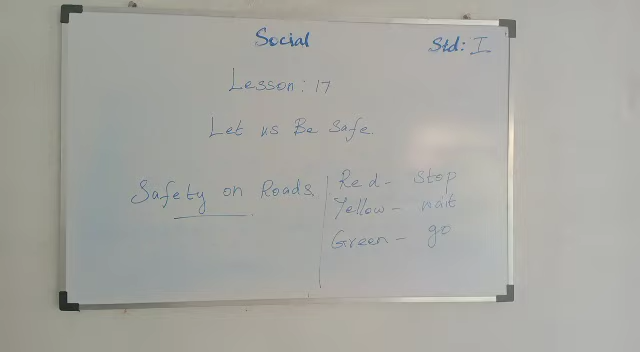 Social
Std: I
Lesson: 17
Let us Be Safe.
Safety on Roads.
Red - stop
Yellow - wait
Green - go